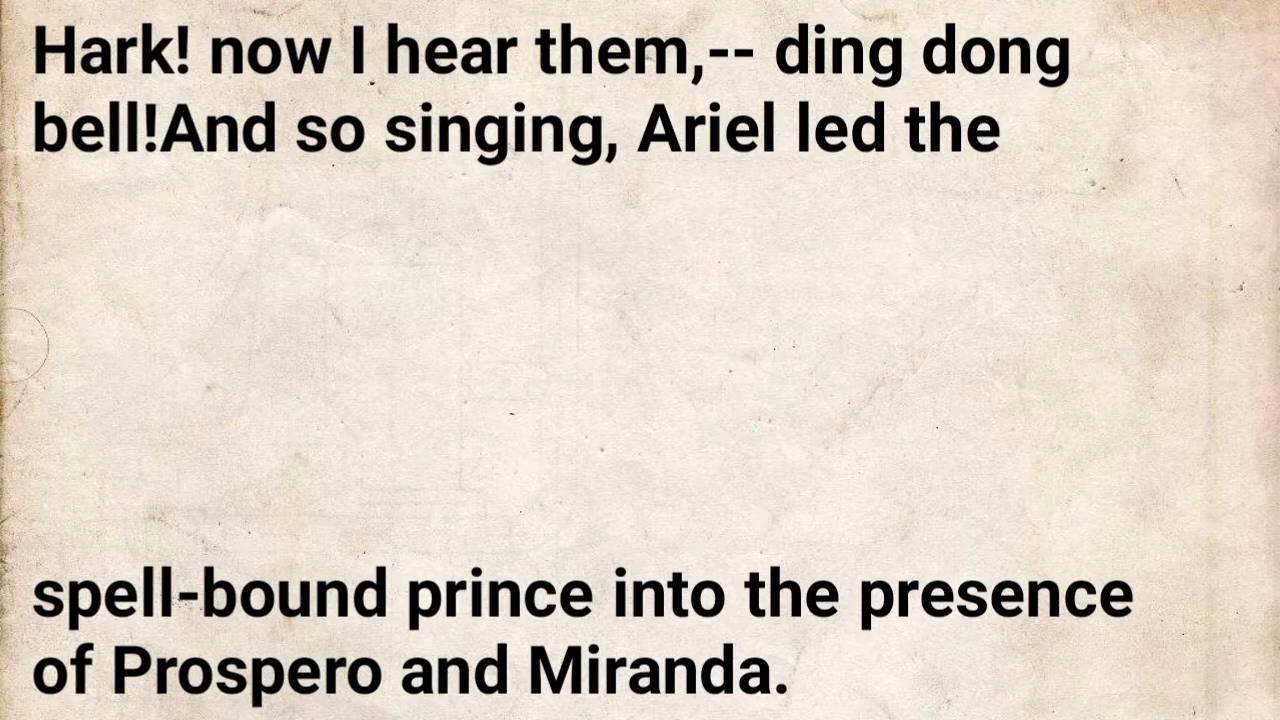 Hark! now I hear them,-- ding dong
bell!And so singing, Ariel led the
spell-bound prince into the presence
of Prospero and Miranda.